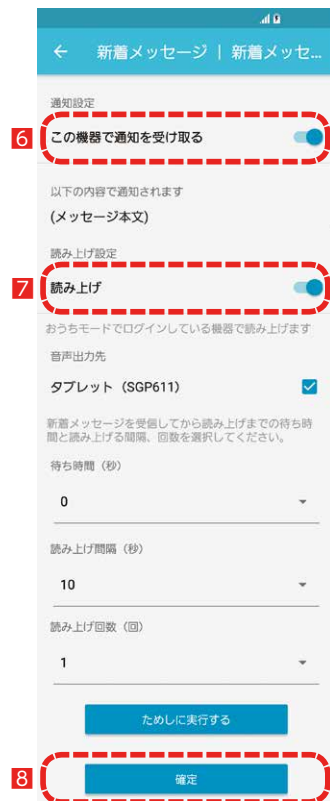 新着メッセージ | 新着メッセ...
通知設定
6 この機器で通知を受け取る
以下の内容で通知されます
(メッセージ本文)
読み上げ設定
7 読み上げ
おうちモードでログインしている機器で読み上げます
音声出力先
タブレット（SGP611）
新着メッセージを受信してから読み上げまでの待ち時
間と読み上げる間隔、回数を選択してください。
待ち時間（秒）
0
読み上げ間隔（秒）
10
読み上げ回数（回）
1
ためしに実行する
8 確定